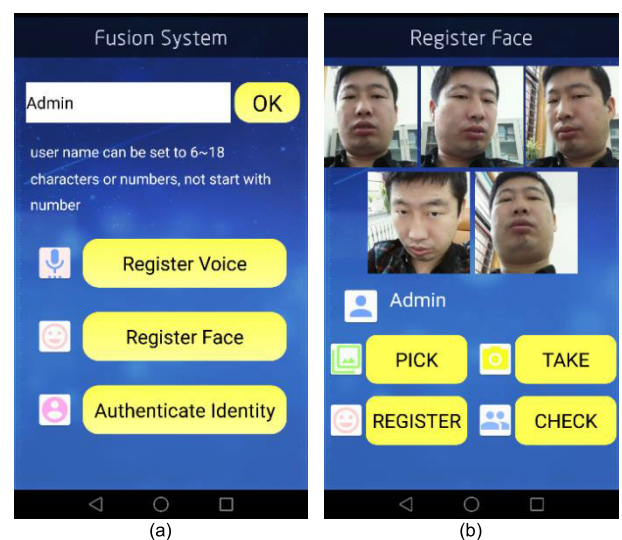 Fusion System
Admin
OK
user name can be set to 6~18
characters or numbers, not start with
number
Register Voice
Register Face
Authenticate Identity
(a)
Register Face
Admin
PICK
TAKE
REGISTER
CHECK
(b)